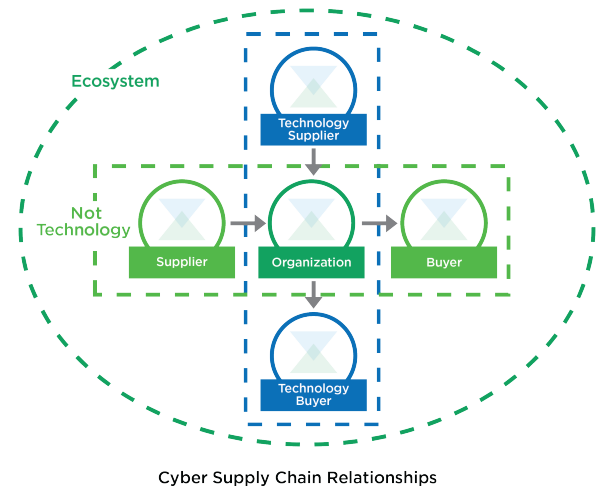 Ecosystem
Technology
Supplier
Not
Technology
Supplier
Organization
Buyer
Technology
Buyer
Cyber Supply Chain Relationships